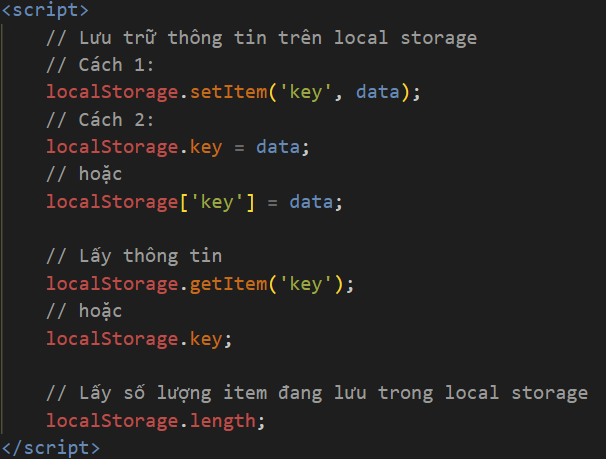 <script>
// Lưu trữ thông tin trên local storage
// Cách 1:
localStorage.setItem('key', data);
// Cách 2:
localStorage.key = data;
// hoặc
localStorage['key'] = data;
// Lấy thông tin
localStorage.getItem('key');
// hoặc
localStorage.key;
// Lấy số lượng item đang lưu trong local storage
localStorage.length;
</script>